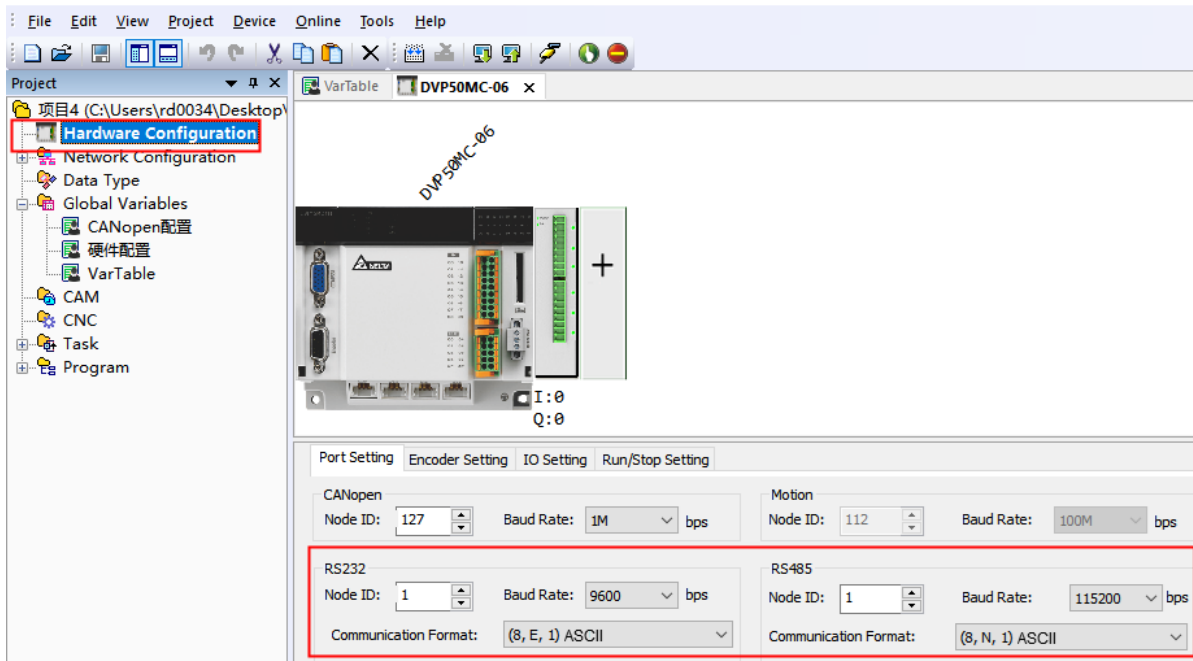 File Edit View Project Device Online Tools Help
Project
VarTable DVP50MC-06
项目4 (C:\Users\rd0034\Desktop\
Hardware Configuration
Network Configuration
Data Type
Global Variables
CANopen配置
硬件配置
VarTable
CAM
CNC
Task
Program
DVP50MC-06
I:0
Q:0
Port Setting Encoder Setting IO Setting Run/Stop Setting
CANopen
Node ID: 127 Baud Rate: 1M bps
Motion
Node ID: 112 Baud Rate: 100M bps
RS232
Node ID: 1 Baud Rate: 9600 bps
Communication Format: (8, E, 1) ASCII
RS485
Node ID: 1 Baud Rate: 115200 bps
Communication Format: (8, N, 1) ASCII